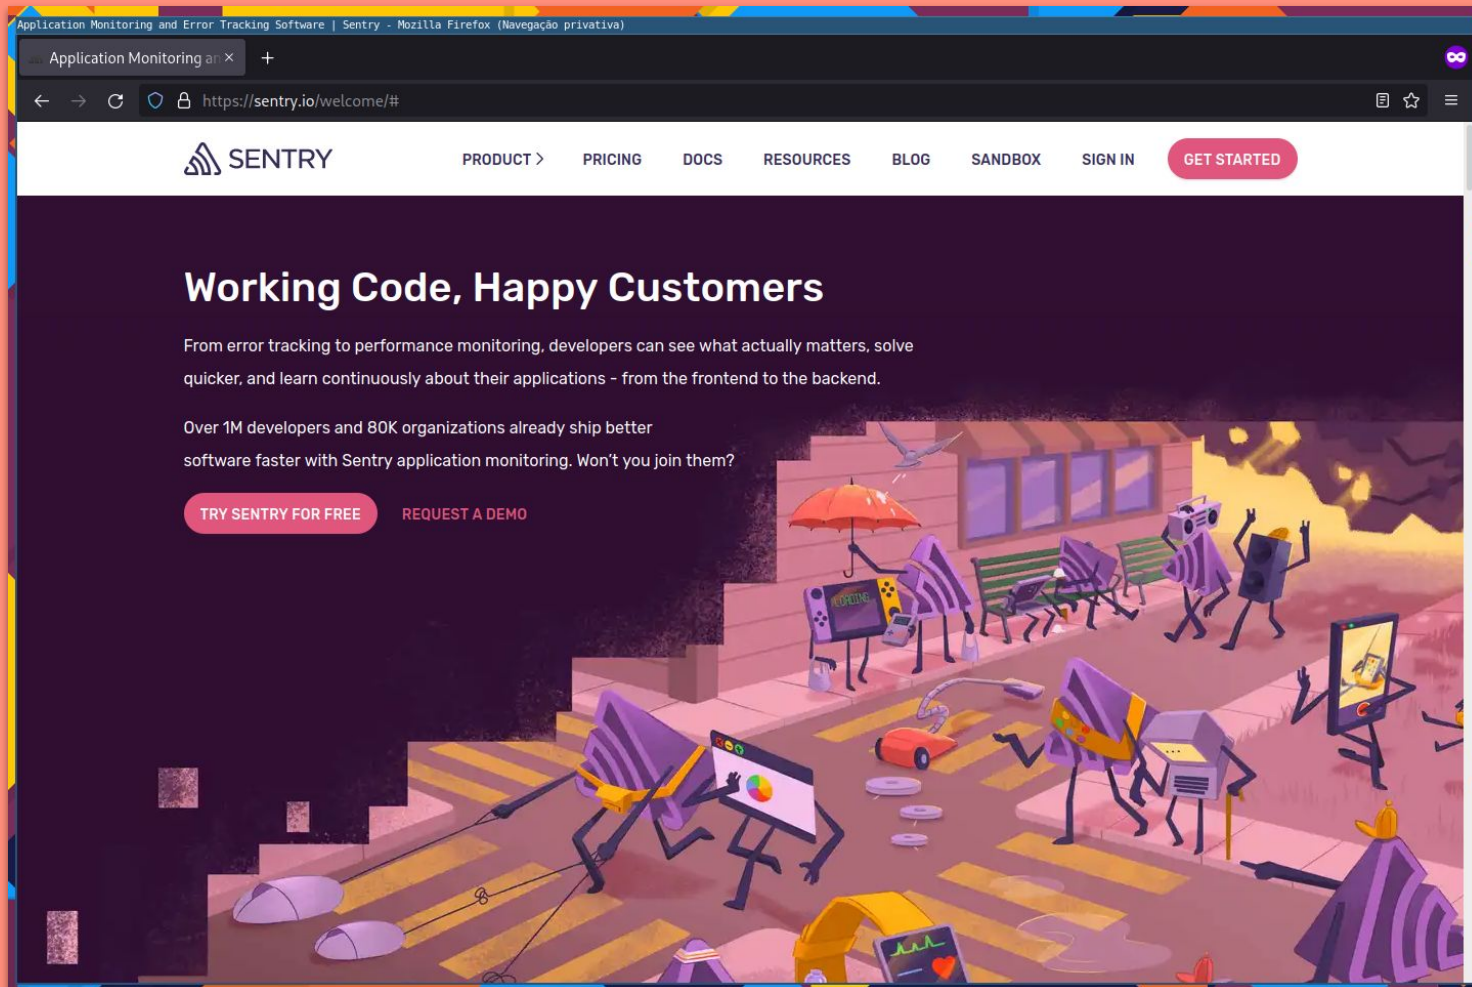 Application Monitoring and Error Tracking Software | Sentry - Mozilla Firefox (Navegação privativa)
Application Monitoring an
https://sentry.io/welcome/#
SENTRY
PRODUCT
PRICING
DOCS
RESOURCES
BLOG
SANDBOX
SIGN IN
GET STARTED
Working Code, Happy Customers
From error tracking to performance monitoring, developers can see what actually matters, solve
quicker, and learn continuously about their applications - from the frontend to the backend.
Over 1M developers and 80K organizations already ship better
software faster with Sentry application monitoring. Won’t you join them?
TRY SENTRY FOR FREE
REQUEST A DEMO
LOADING...